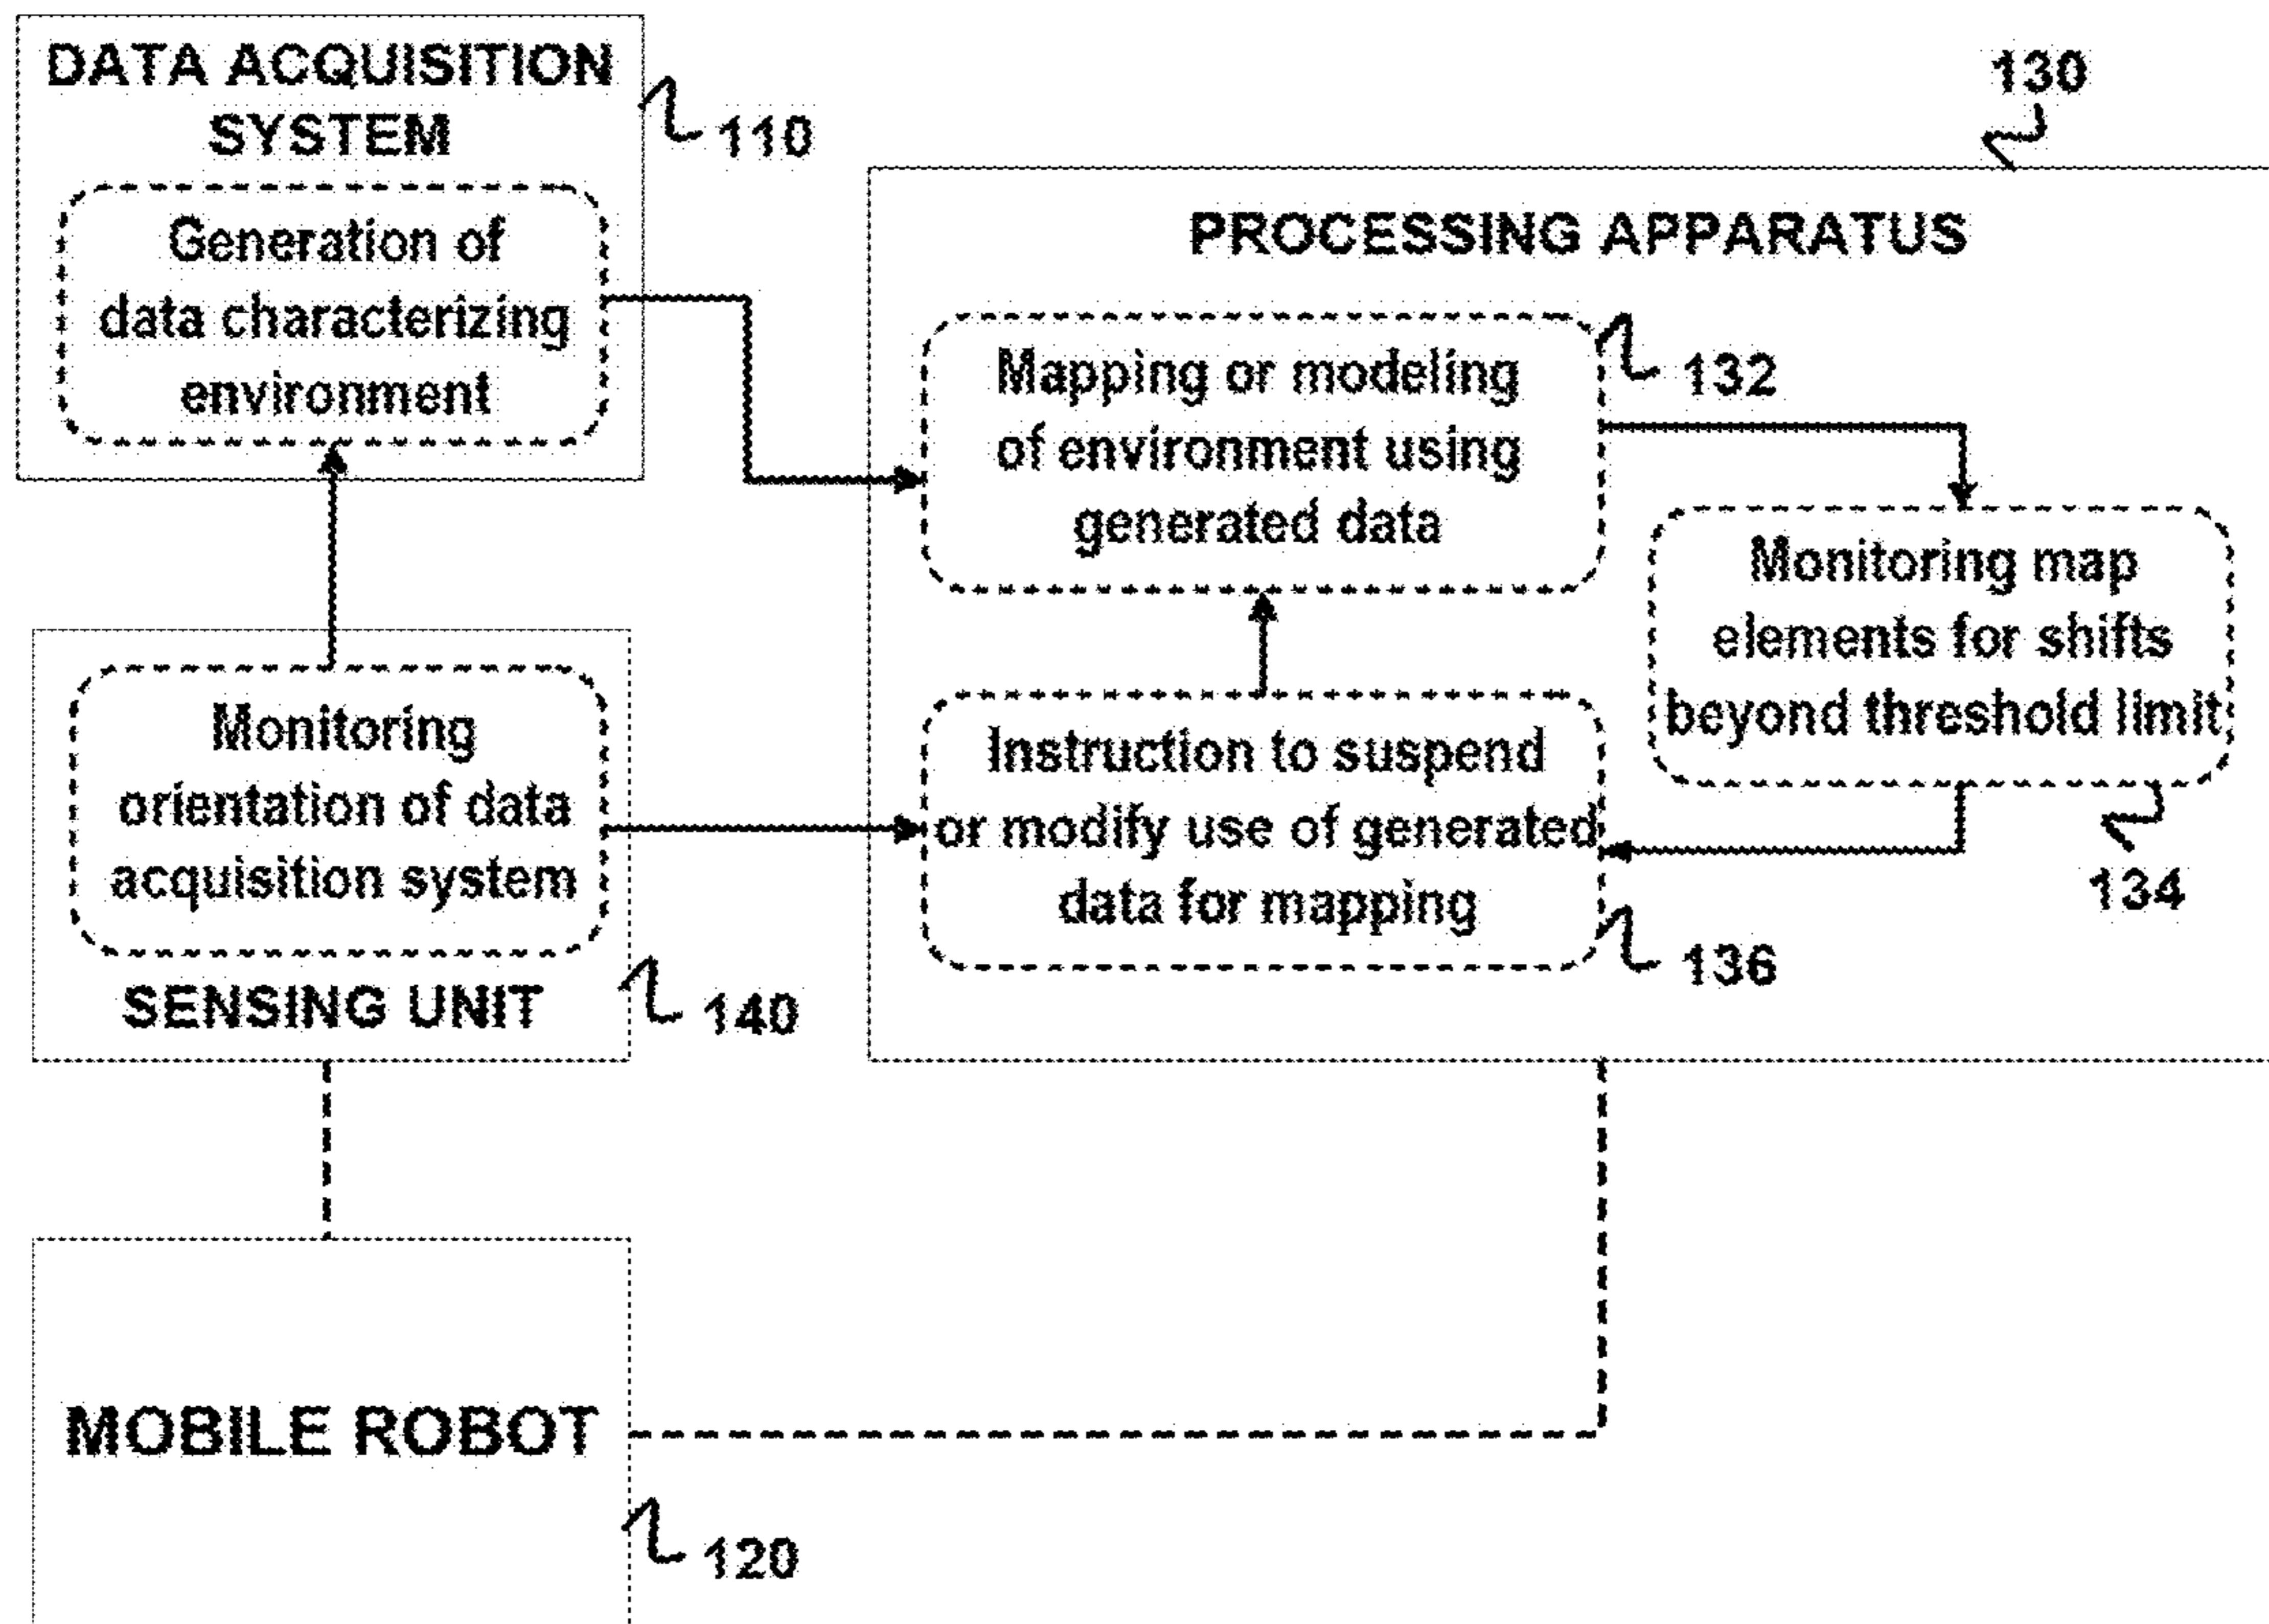 DATA ACQUISITION
SYSTEM
110
Generation of
data characterizing
environment
130
PROCESSING APPARATUS
Mapping or modeling
of environment using
generated data
132
Monitoring map
elements for shifts
beyond threshold limit
134
Monitoring
orientation of data
acquisition system
SENSING UNIT
140
Instruction to suspend
or modify use of generated
data for mapping
136
MOBILE ROBOT
120